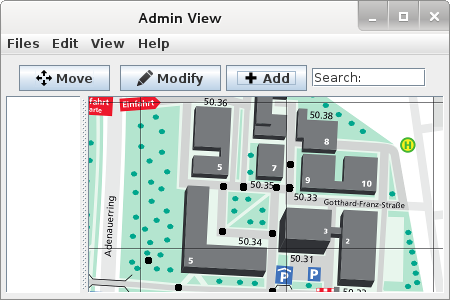 Admin View
Files Edit View Help
Move Modify Add Search:
fahrt
arte
Einfahrt
50.36
50.38
8
5
7
9
10
50.35
50.33
Gotthard-Franz-Straße
Adenauerring
3
2
50.34
50.31
5
P
P
50.32
H